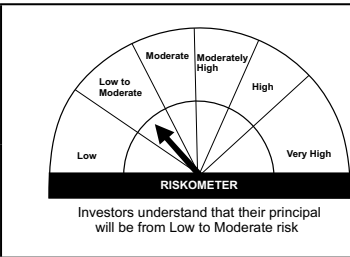 Moderate
Moderately
High
Low to
Moderate
High
Low
Very High
RISKOMETER
Investors understand that their principal
will be from Low to Moderate risk